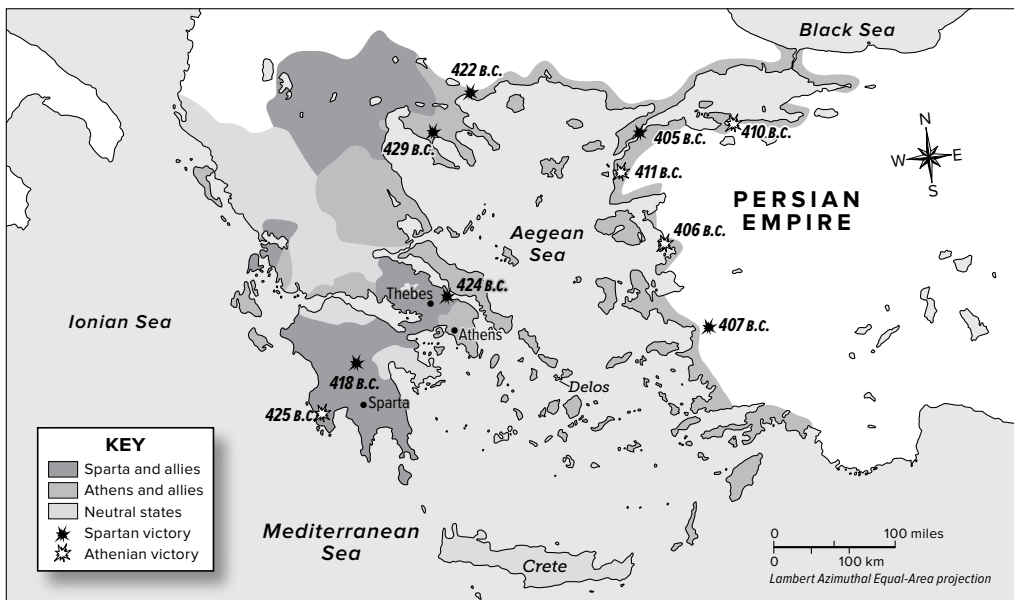 Black Sea
422 B.C.
429 B.C.
405 B.C.
410 B.C.
411 B.C.
N
W
E
S
PERSIAN
EMPIRE
406 B.C.
Aegean
Sea
424 B.C.
Thebes
Athens
407 B.C.
Ionian Sea
418 B.C.
Delos
Sparta
425 B.C.
KEY
Sparta and allies
Athens and allies
Neutral states
Spartan victory
Athenian victory
Mediterranean
Sea
Crete
0 100 miles
0 100 km
Lambert Azimuthal Equal-Area projection